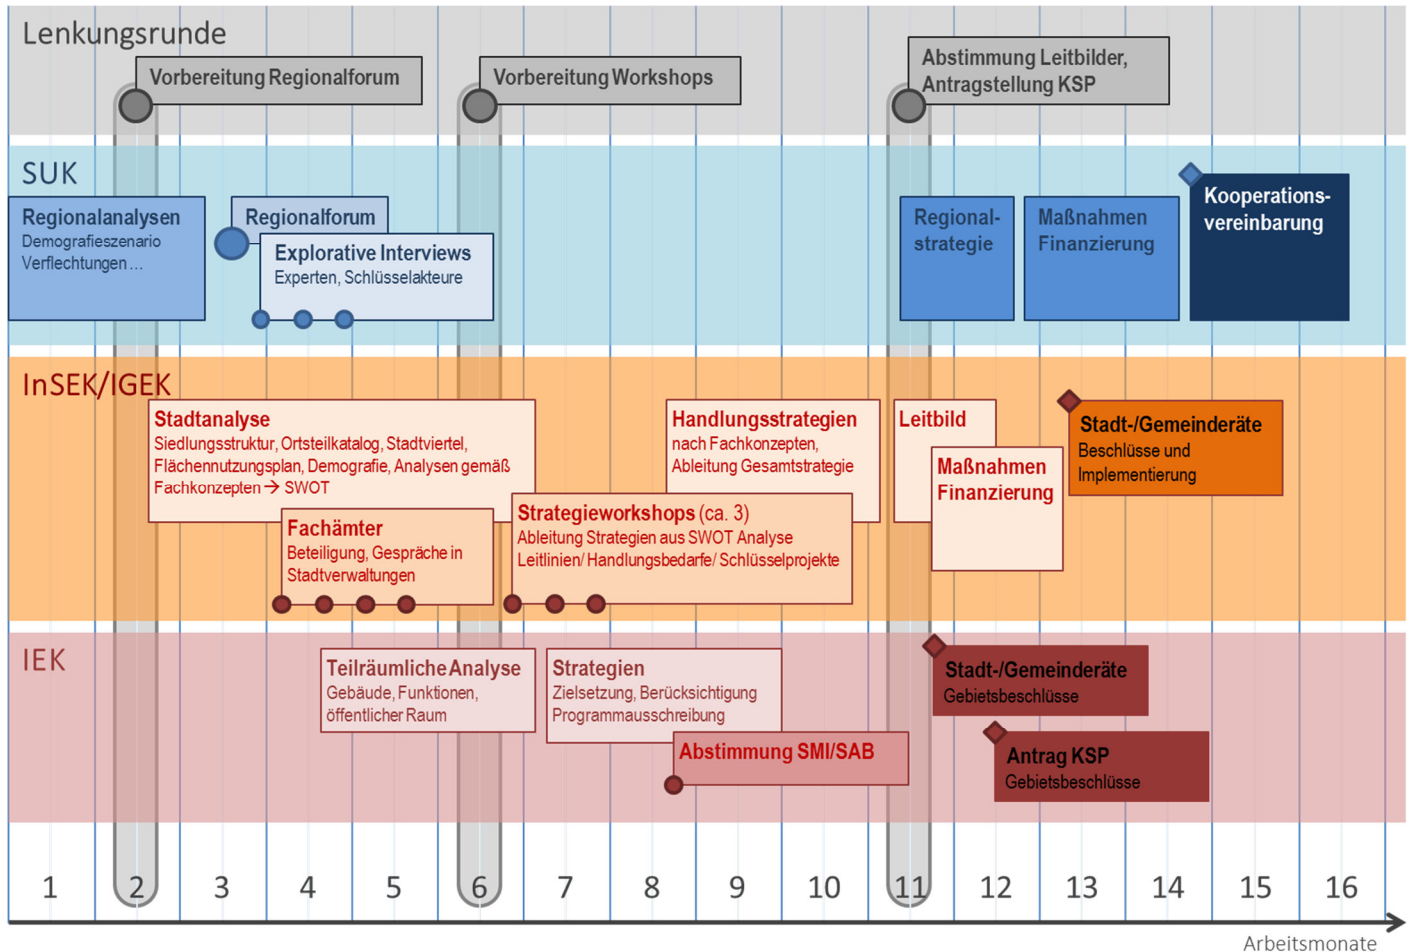 Lenkungsrunde
Vorbereitung Regionalforum
Vorbereitung Workshops
Abstimmung Leitbilder,
Antragstellung KSP
SUK
Regionalanalysen
Demografieszenario
Verflechtungen ...
Regionalforum
Explorative Interviews
Experten, Schlüsselakteure
Regional-
strategie
Maßnahmen
Finanzierung
Kooperations-
vereinbarung
InSEK/IGEK
Stadtanalyse
Siedlungsstruktur, Ortsteilkatalog, Stadtviertel,
Flächennutzungsplan, Demografie, Analysen gemäß
Fachkonzepten → SWOT
Fachämter
Beteiligung, Gespräche in
Stadtverwaltungen
Handlungsstrategien
nach Fachkonzepten,
Ableitung Gesamtstrategie
Strategieworkshops (ca. 3)
Ableitung Strategien aus SWOT Analyse
Leitlinien/ Handlungsbedarfe/ Schlüsselprojekte
Leitbild
Maßnahmen
Finanzierung
Stadt-/Gemeinderäte
Beschlüsse und
Implementierung
IEK
Teilräumliche Analyse
Gebäude, Funktionen,
öffentlicher Raum
Strategien
Zielsetzung, Berücksichtigung
Programmausschreibung
Abstimmung SMI/SAB
Stadt-/Gemeinderäte
Gebietsbeschlüsse
Antrag KSP
Gebietsbeschlüsse
1 2 3 4 5 6 7 8 9 10 11 12 13 14 15 16
Arbeitsmonate